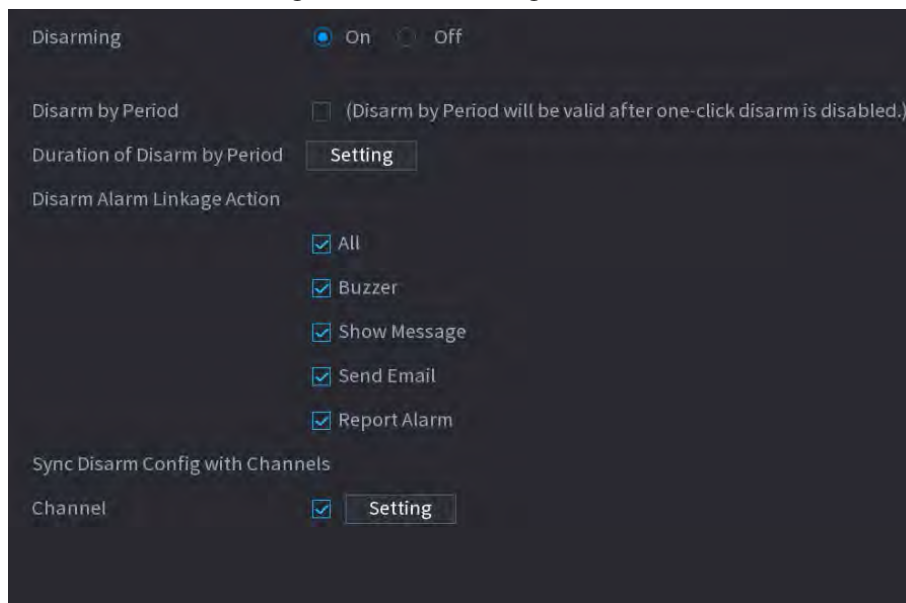 Disarming On Off
Disarm by Period (Disarm by Period will be valid after one-click disarm is disabled.)
Duration of Disarm by Period Setting
Disarm Alarm Linkage Action
All
Buzzer
Show Message
Send Email
Report Alarm
Sync Disarm Config with Channels
Channel Setting